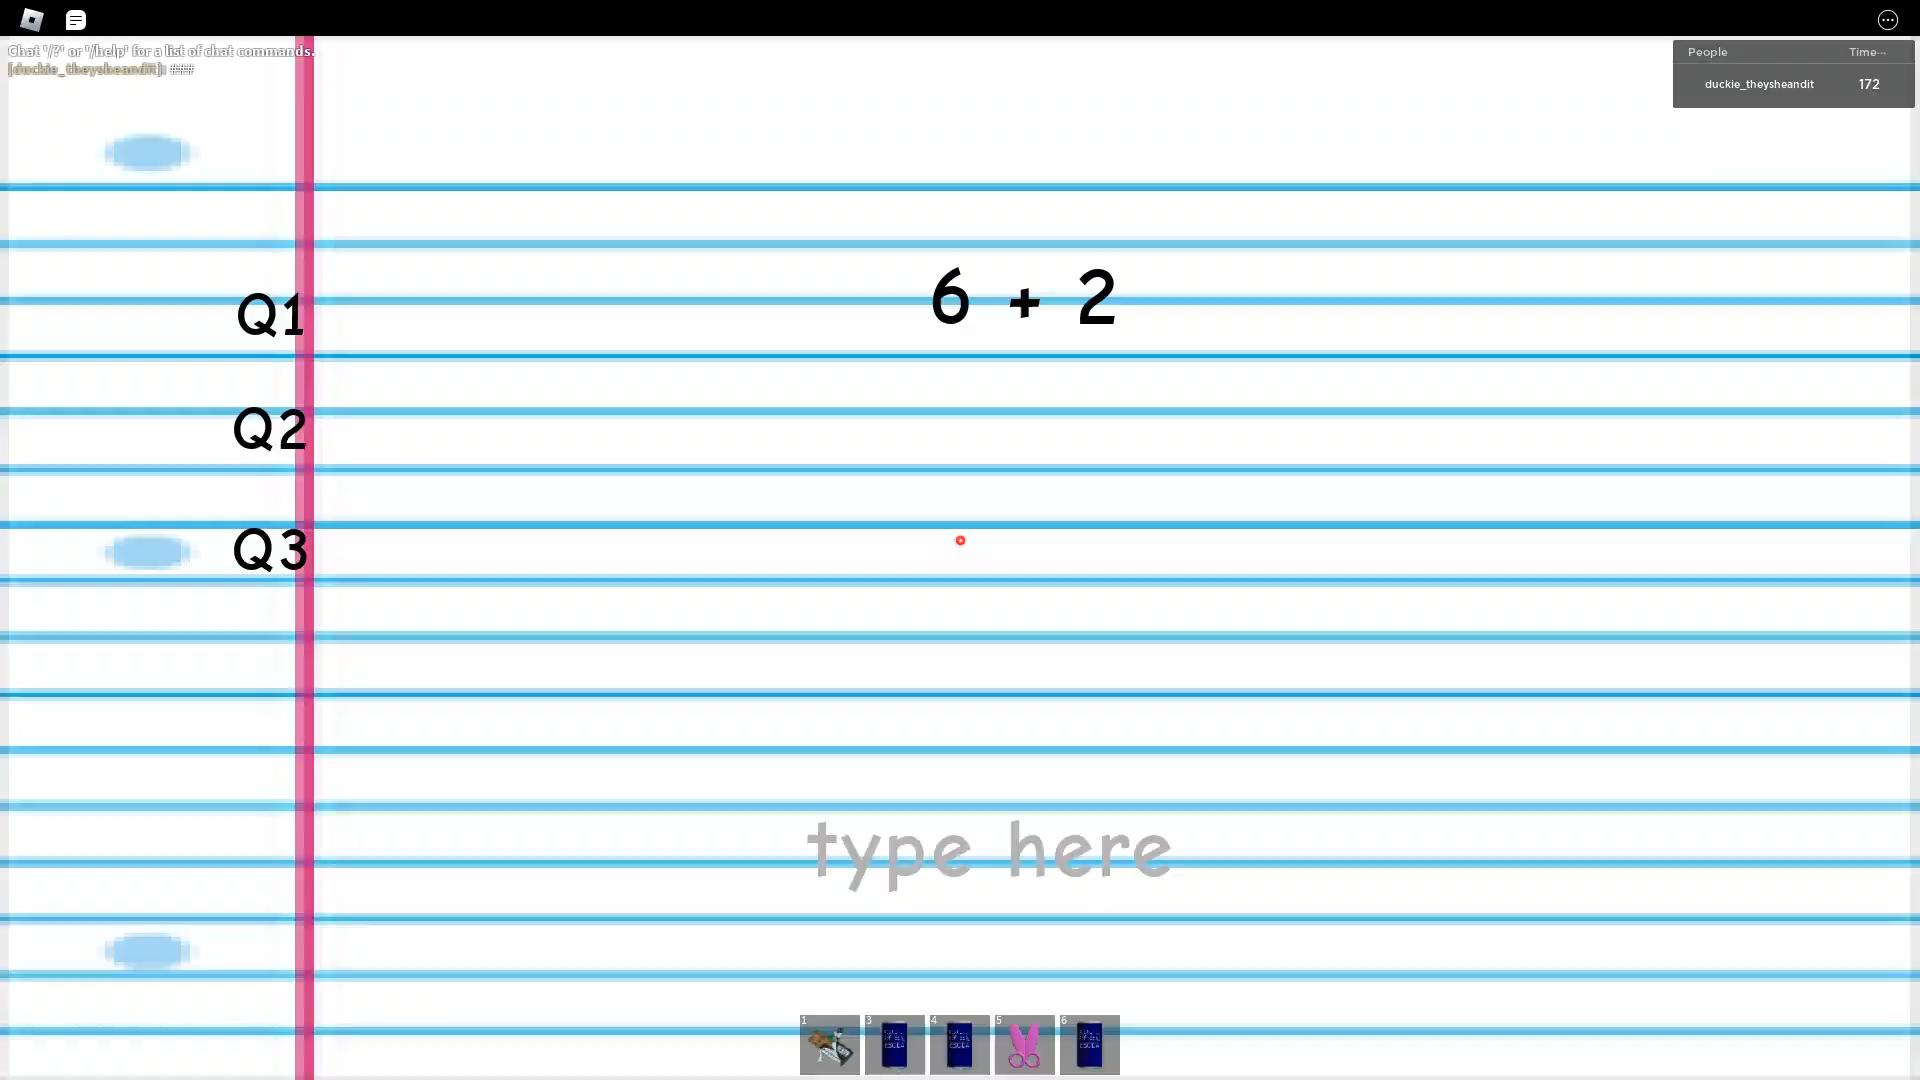 Chat '/?' or '/help' for a list of chat commands.
[duckie_theysheandit]: ###
People Time...
duckie_theysheandit 172
Q1 6 + 2
Q2
Q3
type here
1 3 4 5 6